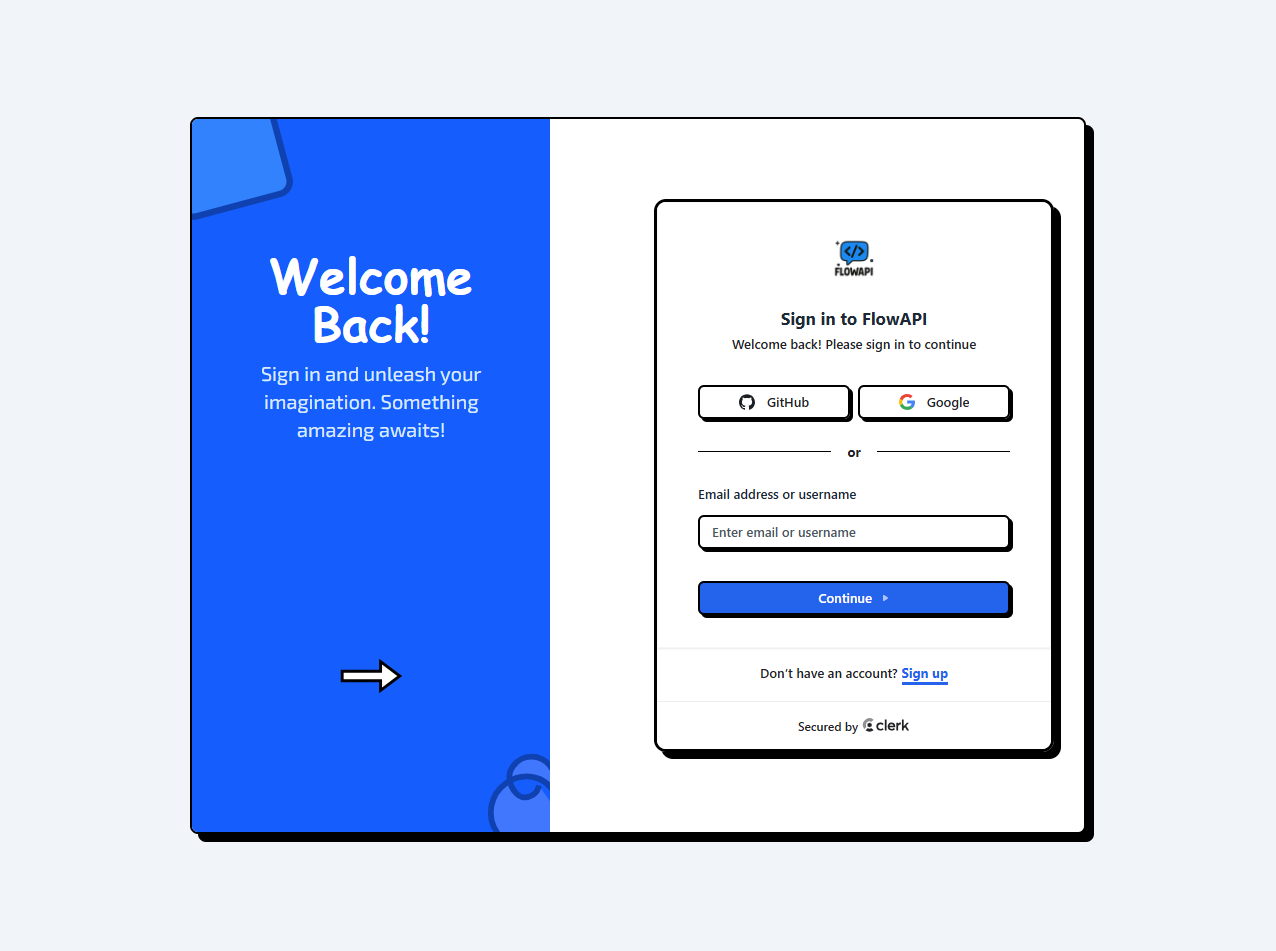 Welcome
Back!
Sign in and unleash your
imagination. Something
amazing awaits!
</>
FLOWAPI
Sign in to FlowAPI
Welcome back! Please sign in to continue
GitHub
Google
or
Email address or username
Enter email or username
Continue
Don't have an account? Sign up
Secured by clerk